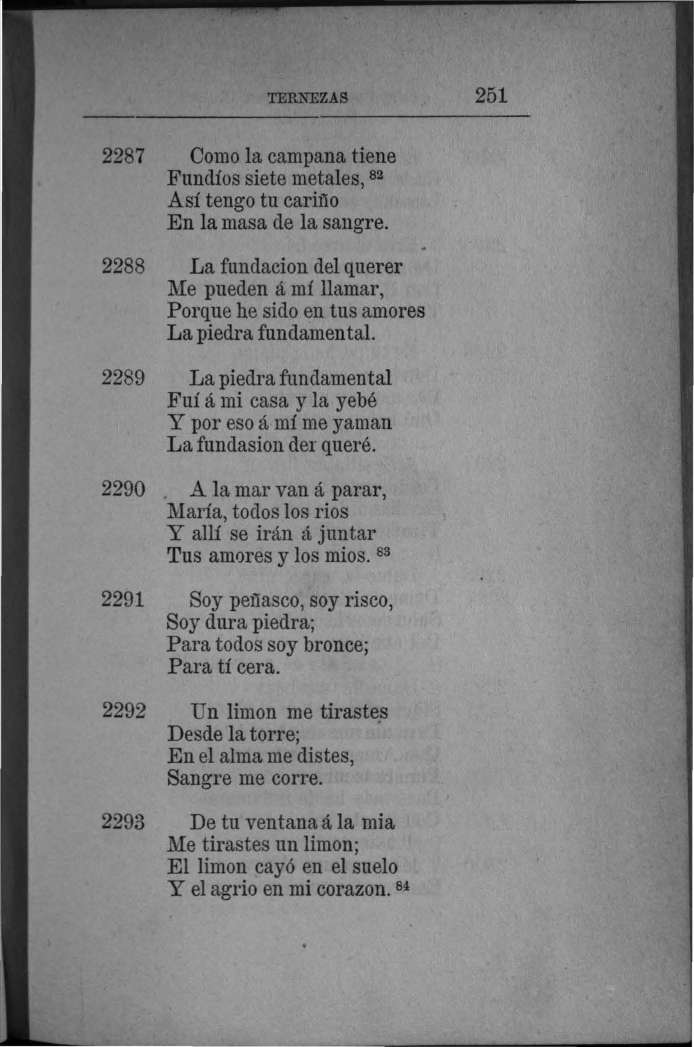 TERNEZAS 251
2287 Como la campana tiene
Fundíos siete metales, 82
Así tengo tu cariño
En la masa de la sangre.
2288 La fundacion del querer
Me pueden á mí llamar,
Porque he sido en tus amores
La piedra fundamental.
2289 La piedra fundamental
Fuí á mi casa y la yebé
Y por eso á mí me yaman
La fundasion der queré.
2290 A la mar van á parar,
María, todos los rios
Y allí se irán á juntar
Tus amores y los mios. 83
2291 Soy peñasco, soy risco,
Soy dura piedra;
Para todos soy bronce;
Para tí cera.
2292 Un limon me tirastes
Desde la torre;
En el alma me distes,
Sangre me corre.
2293 De tu ventana á la mia
Me tirastes un limon;
El limon cayó en el suelo
Y el agrio en mi corazon. 84